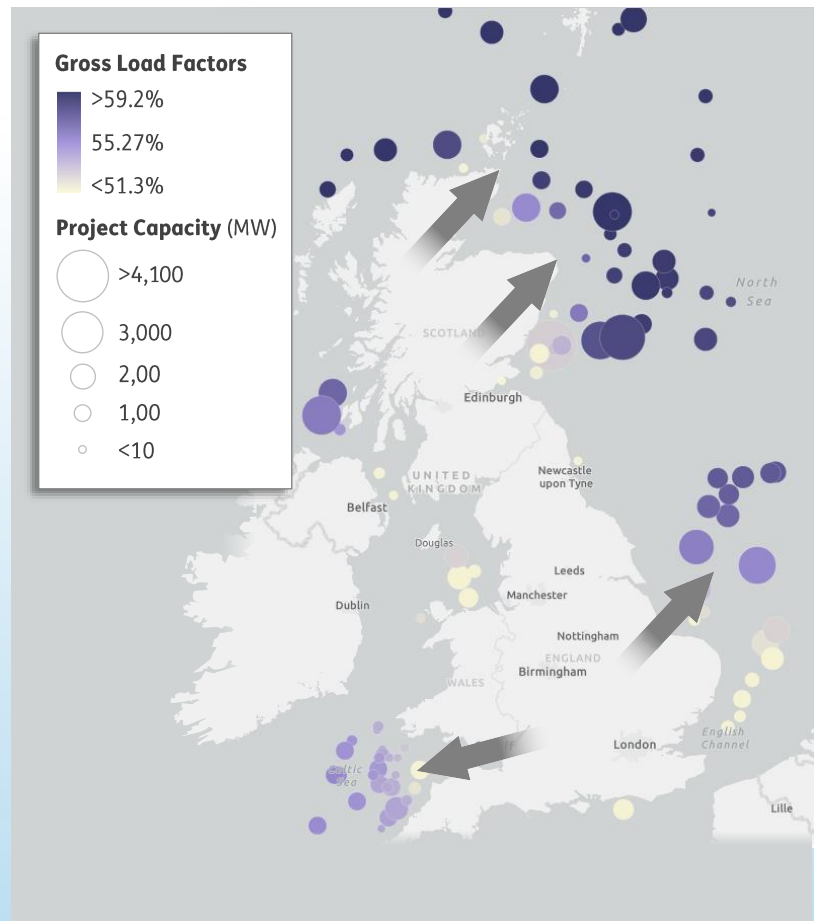 Gross Load Factors
>59.2%
55.27%
<51.3%
Project Capacity (MW)
>4,100
3,000
2,00
1,00
<10
North
Sea
SCOTLAND
Edinburgh
UNITED
KINGDOM
Newcastle
upon Tyne
Belfast
Douglas
Leeds
Manchester
Dublin
Nottingham
ENGLAND
Birmingham
WALES
English
Channel
London
Celtic
Sea
Lille